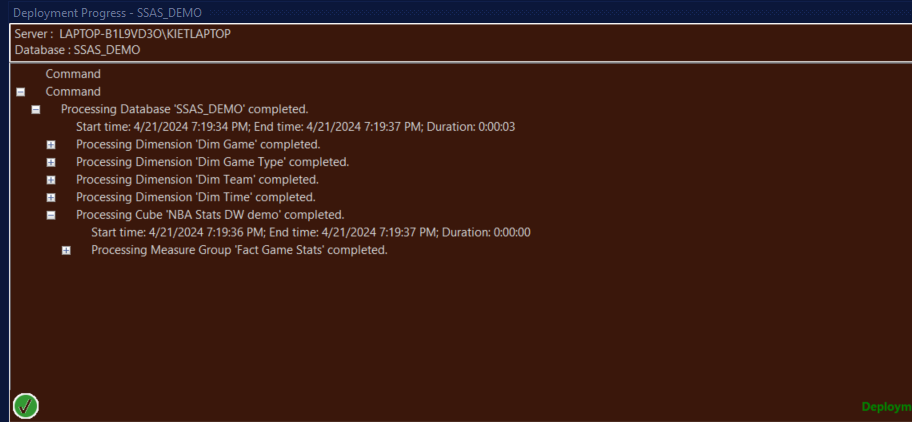 Deployment Progress - SSAS_DEMO
Server : LAPTOP-B1L9VD3O\KIETLAPTOP
Database : SSAS_DEMO
Command
Command
Processing Database 'SSAS_DEMO' completed.
Start time: 4/21/2024 7:19:34 PM; End time: 4/21/2024 7:19:37 PM; Duration: 0:00:03
Processing Dimension 'Dim Game' completed.
Processing Dimension 'Dim Game Type' completed.
Processing Dimension 'Dim Team' completed.
Processing Dimension 'Dim Time' completed.
Processing Cube 'NBA Stats DW demo' completed.
Start time: 4/21/2024 7:19:36 PM; End time: 4/21/2024 7:19:37 PM; Duration: 0:00:00
Processing Measure Group 'Fact Game Stats' completed.
Deploym